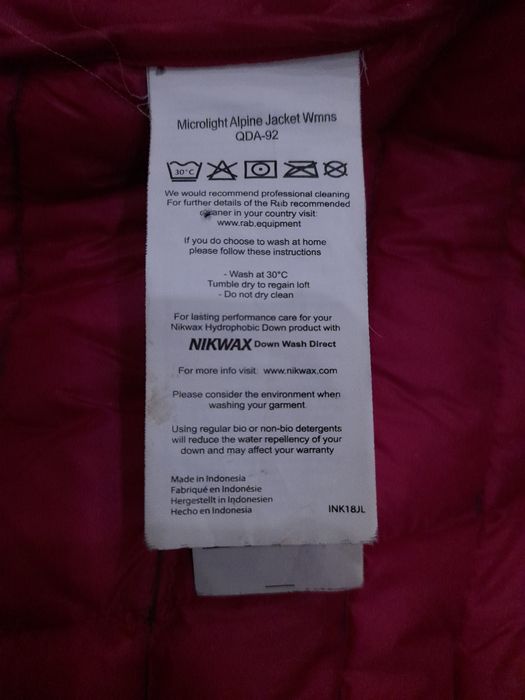 Microlight Alpine Jacket Wmns
QDA-92
30°C
We would recommend professional cleaning
For further details of the Rab recommended
cleaner in your country visit:
www.rab.equipment
If you do choose to wash at home
please follow these instructions
- Wash at 30°C
Tumble dry to regain loft
- Do not dry clean
For lasting performance care for your
Nikwax Hydrophobic Down product with
NIKWAX Down Wash Direct
For more info visit: www.nikwax.com
Please consider the environment when
washing your garment
Using regular bio or non-bio detergents
will reduce the water repellency of your
down and may affect your warranty
Made in Indonesia
Fabriqué en Indonésie
Hergestellt in Indonesien
Hecho en Indonesia
INK18JL